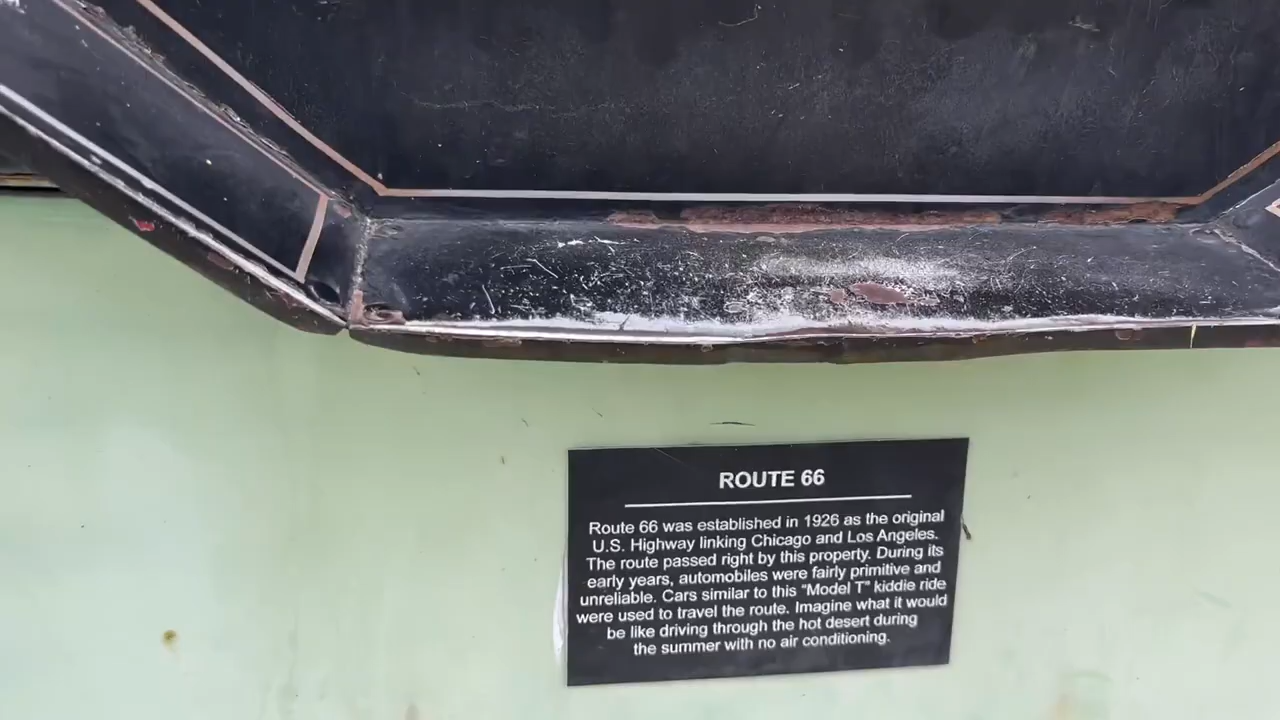 ROUTE 66
Route 66 was established in 1926 as the original
U.S. Highway linking Chicago and Los Angeles.
The route passed right by this property. During its
early years, automobiles were fairly primitive and
unreliable. Cars similar to this “Model T” kiddie ride
were used to travel the route. Imagine what it would
be like driving through the hot desert during
the summer with no air conditioning.